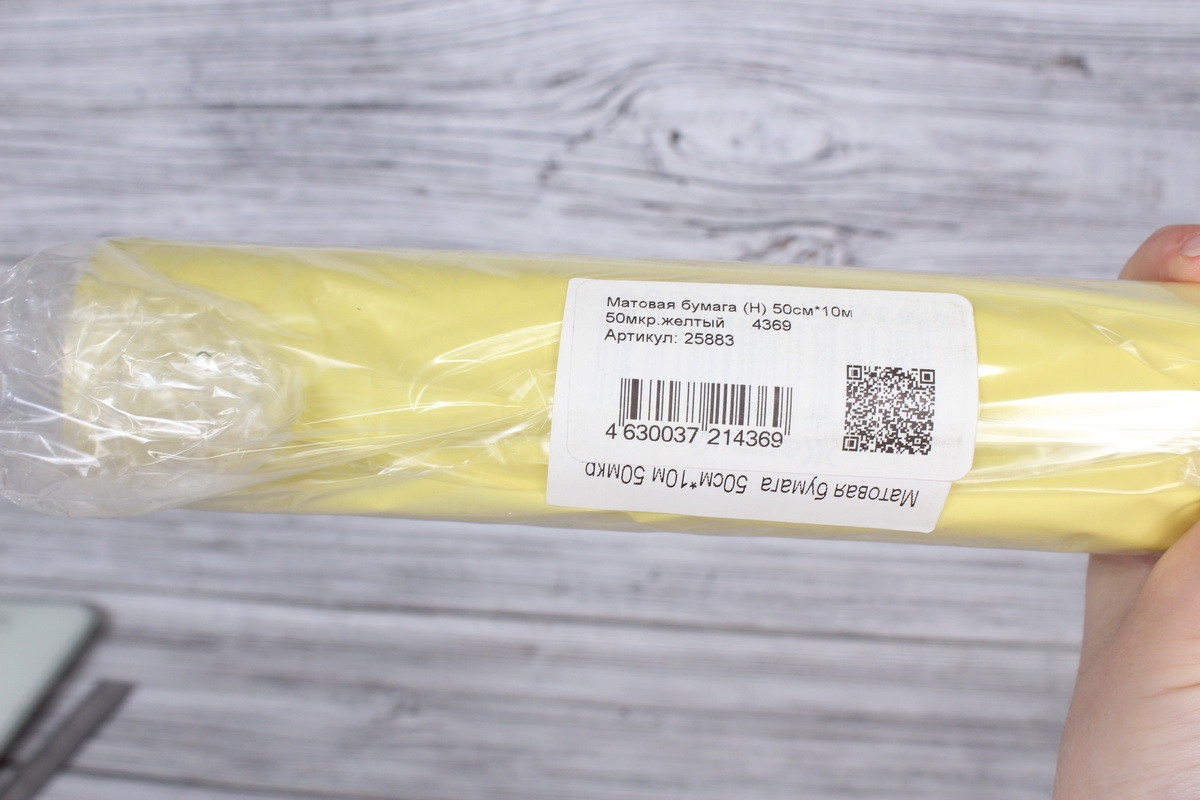 Матовая бумага (Н) 50см*10м
50мкр.желтый 4369
Артикул: 25883
4 630037 214369
Матовая бумага 50см*10м 50мкр